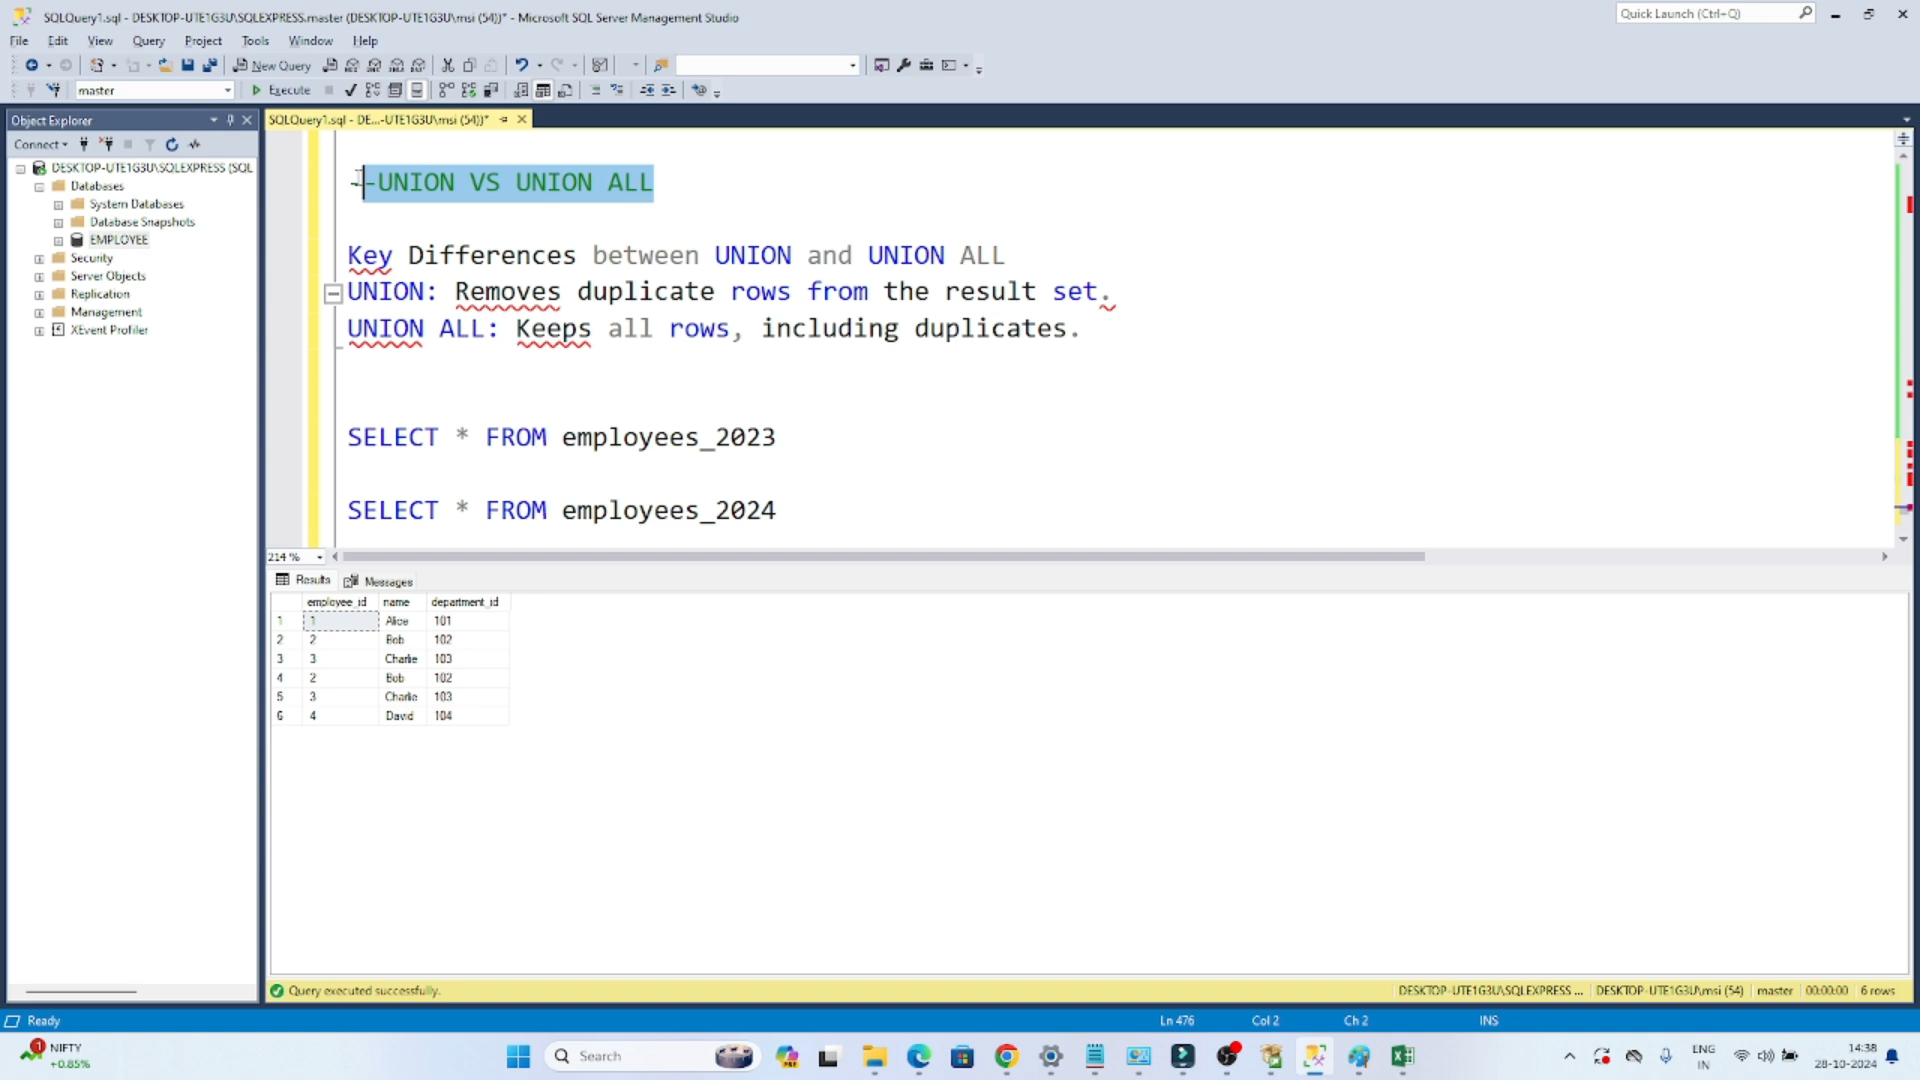 SQLQuery1.sql - DESKTOP-UTE1G3U\SQLEXPRESS.master (DESKTOP-UTE1G3U\msi (54))* - Microsoft SQL Server Management Studio
Quick Launch (Ctrl+Q)
File Edit View Query Project Tools Window Help
New Query
master
Execute
Object Explorer
SQLQuery1.sql - DE...-UTE1G3U\msi (54))*
Connect
DESKTOP-UTE1G3U\SQLEXPRESS (SQL
Databases
System Databases
Database Snapshots
EMPLOYEE
Security
Server Objects
Replication
Management
XEvent Profiler
--UNION VS UNION ALL
Key Differences between UNION and UNION ALL
UNION: Removes duplicate rows from the result set.
UNION ALL: Keeps all rows, including duplicates.
SELECT * FROM employees_2023
SELECT * FROM employees_2024
214 %
Results Messages
employee_id name department_id
1 1 Alice 101
2 2 Bob 102
3 3 Charlie 103
4 2 Bob 102
5 3 Charlie 103
6 4 David 104
Query executed successfully.
DESKTOP-UTE1G3U\SQLEXPRESS ... DESKTOP-UTE1G3U\msi (54) master 00:00:00 6 rows
Ready
Ln 476 Col 2 Ch 2 INS
1
NIFTY
+0.85%
Search
ENG
IN
14:38
28-10-2024